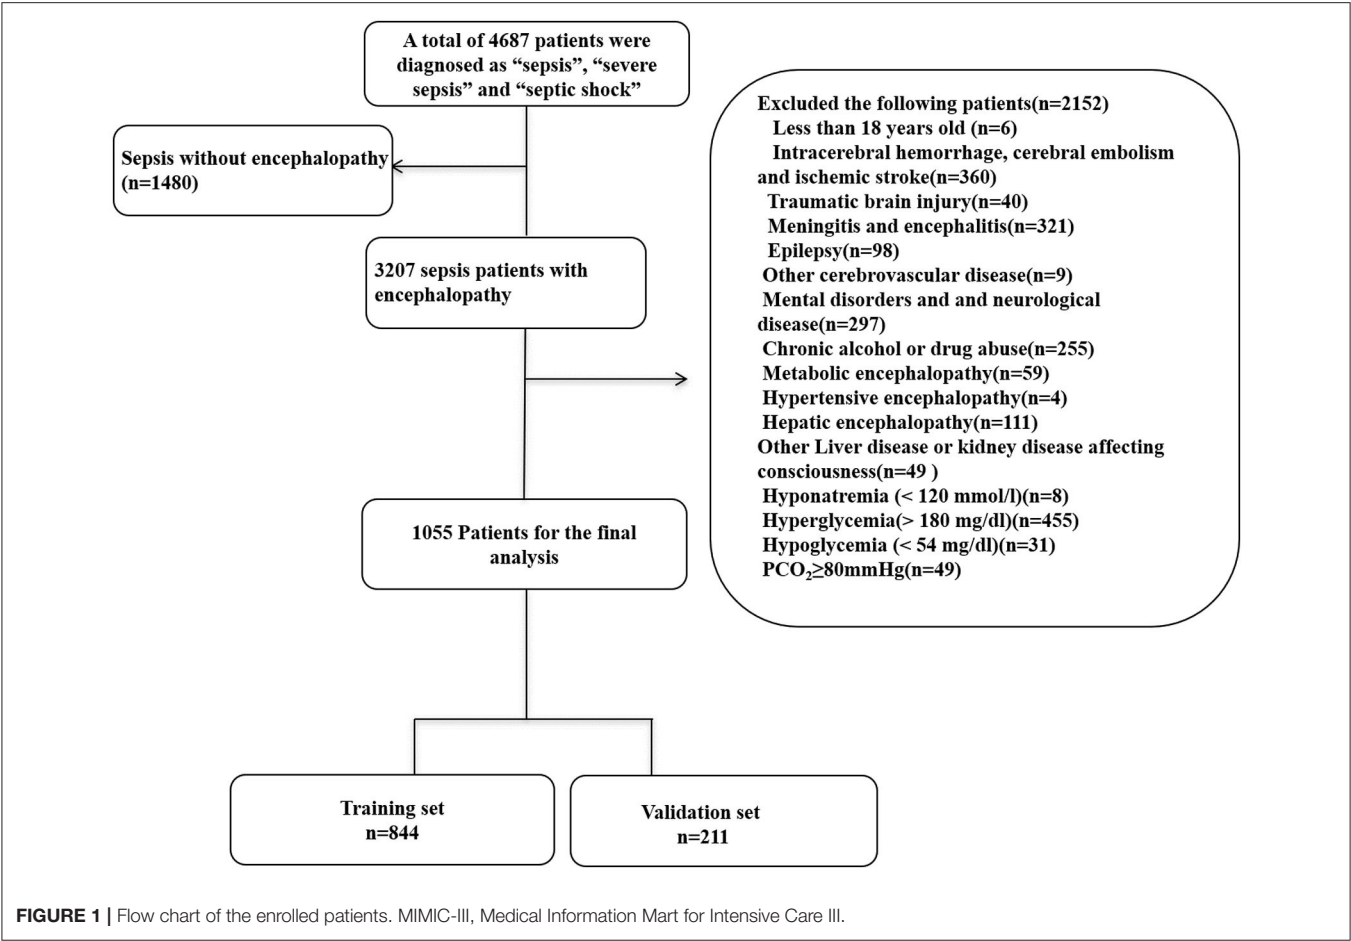 A total of 4687 patients were
diagnosed as “sepsis”, “severe
sepsis” and “septic shock”
Sepsis without encephalopathy
(n=1480)
3207 sepsis patients with
encephalopathy
Excluded the following patients(n=2152)
Less than 18 years old (n=6)
Intracerebral hemorrhage, cerebral embolism
and ischemic stroke(n=360)
Traumatic brain injury(n=40)
Meningitis and encephalitis(n=321)
Epilepsy(n=98)
Other cerebrovascular disease(n=9)
Mental disorders and and neurological
disease(n=297)
Chronic alcohol or drug abuse(n=255)
Metabolic encephalopathy(n=59)
Hypertensive encephalopathy(n=4)
Hepatic encephalopathy(n=111)
Other Liver disease or kidney disease affecting
consciousness(n=49 )
Hyponatremia (< 120 mmol/l)(n=8)
Hyperglycemia(> 180 mg/dl)(n=455)
Hypoglycemia (< 54 mg/dl)(n=31)
PCO₂≥80mmHg(n=49)
1055 Patients for the final
analysis
Training set
n=844
Validation set
n=211
FIGURE 1 | Flow chart of the enrolled patients. MIMIC-III, Medical Information Mart for Intensive Care III.